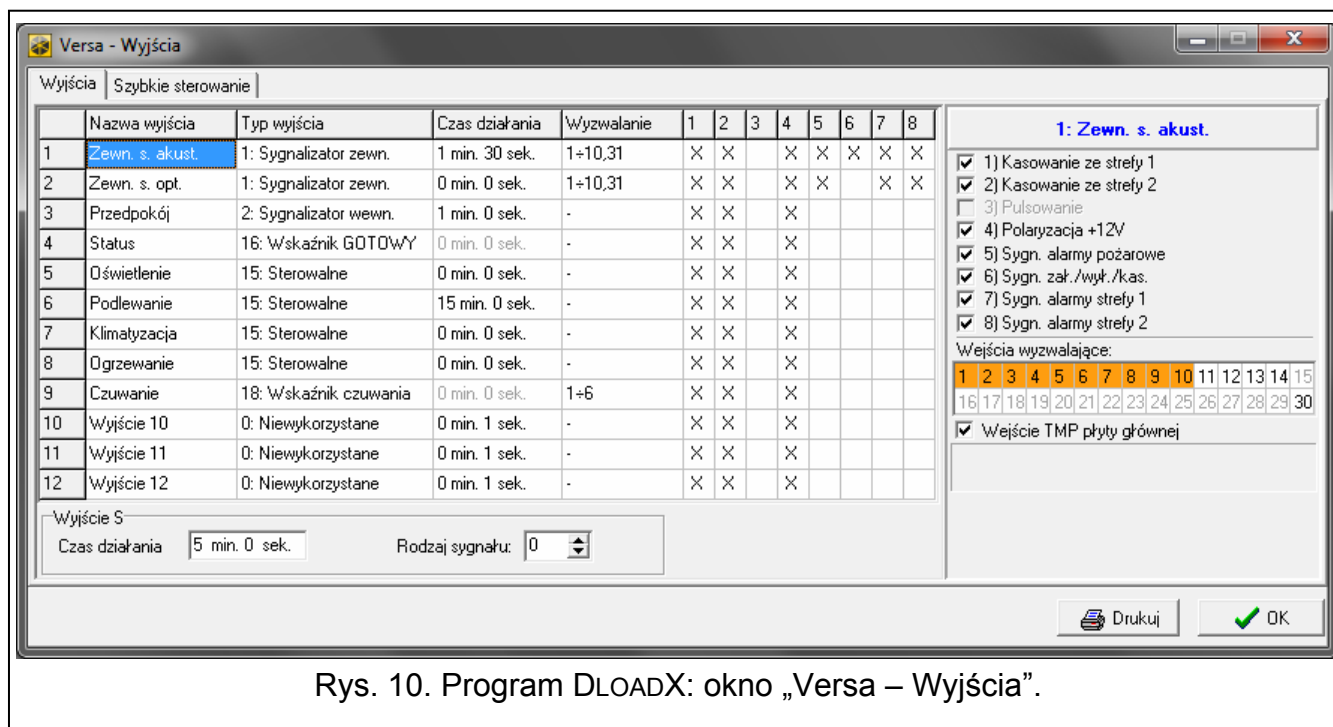 Versa - Wyjścia
Wyjścia Szybkie sterowanie
Nazwa wyjścia Typ wyjścia Czas działania Wyzwalanie 1 2 3 4 5 6 7 8
1 Zewn. s. akust. 1: Sygnalizator zewn. 1 min. 30 sek. 1÷10,31 X X X X X X X
2 Zewn. s. opt. 1: Sygnalizator zewn. 0 min. 0 sek. 1÷10,31 X X X X X X
3 Przedpokój 2: Sygnalizator wewn. 1 min. 0 sek. - X X X
4 Status 16: Wskaźnik GOTOWY 0 min. 0 sek. - X X X
5 Oświetlenie 15: Sterowalne 0 min. 0 sek. - X X X
6 Podlewanie 15: Sterowalne 15 min. 0 sek. - X X X
7 Klimatyzacja 15: Sterowalne 0 min. 0 sek. - X X X
8 Ogrzewanie 15: Sterowalne 0 min. 0 sek. - X X X
9 Czuwanie 18: Wskaźnik czuwania 0 min. 0 sek. 1÷6 X X X
10 Wyjście 10 0: Niewykorzystane 0 min. 1 sek. - X X X
11 Wyjście 11 0: Niewykorzystane 0 min. 1 sek. - X X X
12 Wyjście 12 0: Niewykorzystane 0 min. 1 sek. - X X X
Wyjście S
Czas działania 5 min. 0 sek. Rodzaj sygnału: 0
1: Zewn. s. akust.
1) Kasowanie ze strefy 1
2) Kasowanie ze strefy 2
3) Pulsowanie
4) Polaryzacja +12V
5) Sygn. alarmy pożarowe
6) Sygn. zał./wył./kas.
7) Sygn. alarmy strefy 1
8) Sygn. alarmy strefy 2
Wejścia wyzwalające:
1 2 3 4 5 6 7 8 9 10 11 12 13 14 15
16 17 18 19 20 21 22 23 24 25 26 27 28 29 30
Wejście TMP płyty głównej
Drukuj OK
Rys. 10. Program DLOADX: okno „Versa – Wyjścia”.